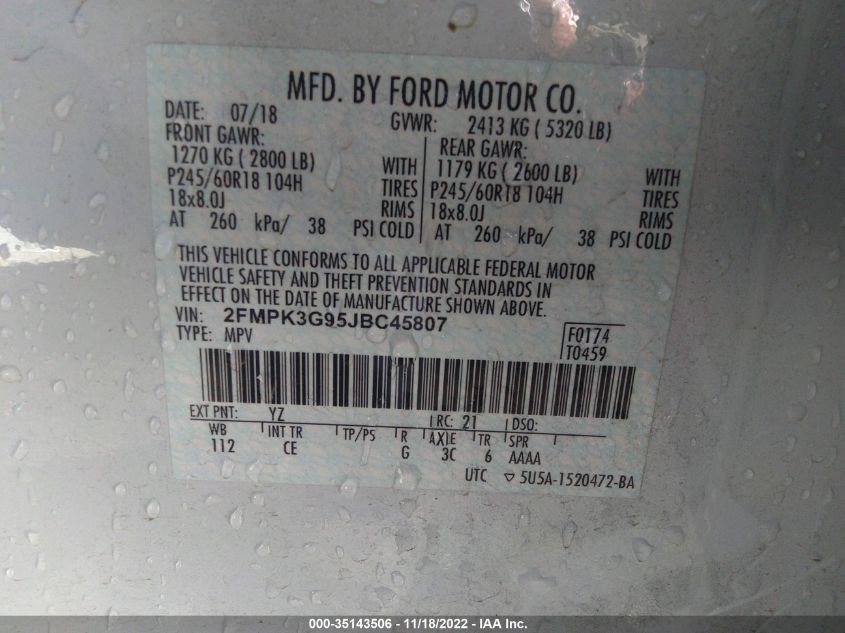 MFD. BY FORD MOTOR CO.
DATE: 07/18 GVWR: 2413 KG ( 5320 LB)
FRONT GAWR: REAR GAWR:
1270 KG ( 2800 LB) WITH 1179 KG ( 2600 LB) WITH
P245/60R18 104H TIRES P245/60R18 104H TIRES
18x8.0J RIMS 18x8.0J RIMS
AT 260 kPa/ 38 PSI COLD AT 260 kPa/ 38 PSI COLD
THIS VEHICLE CONFORMS TO ALL APPLICABLE FEDERAL MOTOR
VEHICLE SAFETY AND THEFT PREVENTION STANDARDS IN
EFFECT ON THE DATE OF MANUFACTURE SHOWN ABOVE.
VIN: 2FMPK3G95JBC45807 F0174
TYPE: MPV T0459
EXT PNT: YZ RC: 21 DSO:
WB INT TR TP/PS R AXLE TR SPR
112 CE G 3C 6 AAAA
UTC ▽ 5U5A-1520472-BA
000-35143506 - 11/18/2022 - IAA Inc.